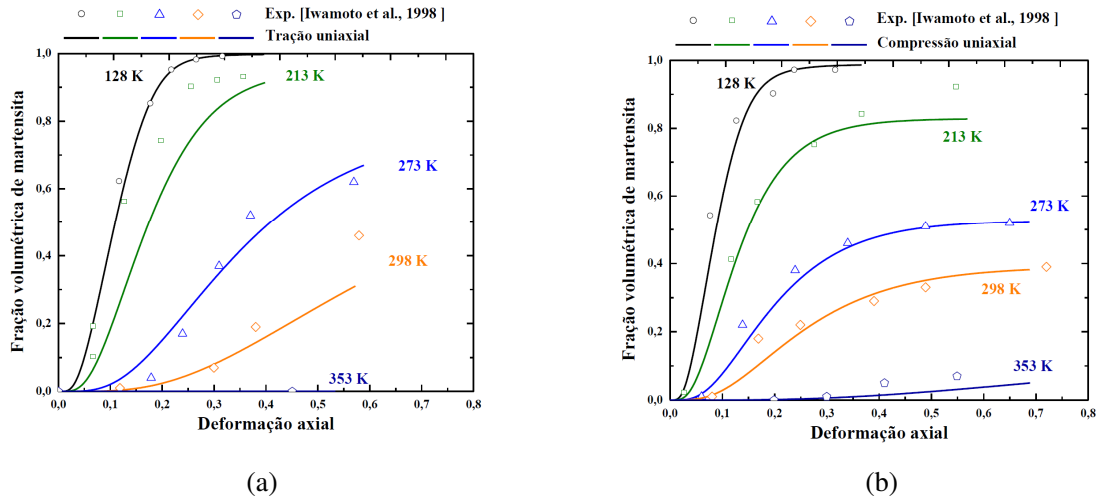 Exp. [Iwamoto et al., 1998 ]
Tração uniaxial
Fração volumétrica de martensita
1,0
0,8
0,6
0,4
0,2
0,0
128 K
213 K
273 K
298 K
353 K
0,0 0,1 0,2 0,3 0,4 0,5 0,6 0,7 0,8
Deformação axial
(a)
Exp. [Iwamoto et al., 1998 ]
Compressão uniaxial
Fração volumétrica de martensita
1,0
0,8
0,6
0,4
0,2
0,0
128 K
213 K
273 K
298 K
353 K
0,0 0,1 0,2 0,3 0,4 0,5 0,6 0,7 0,8
Deformação axial
(b)